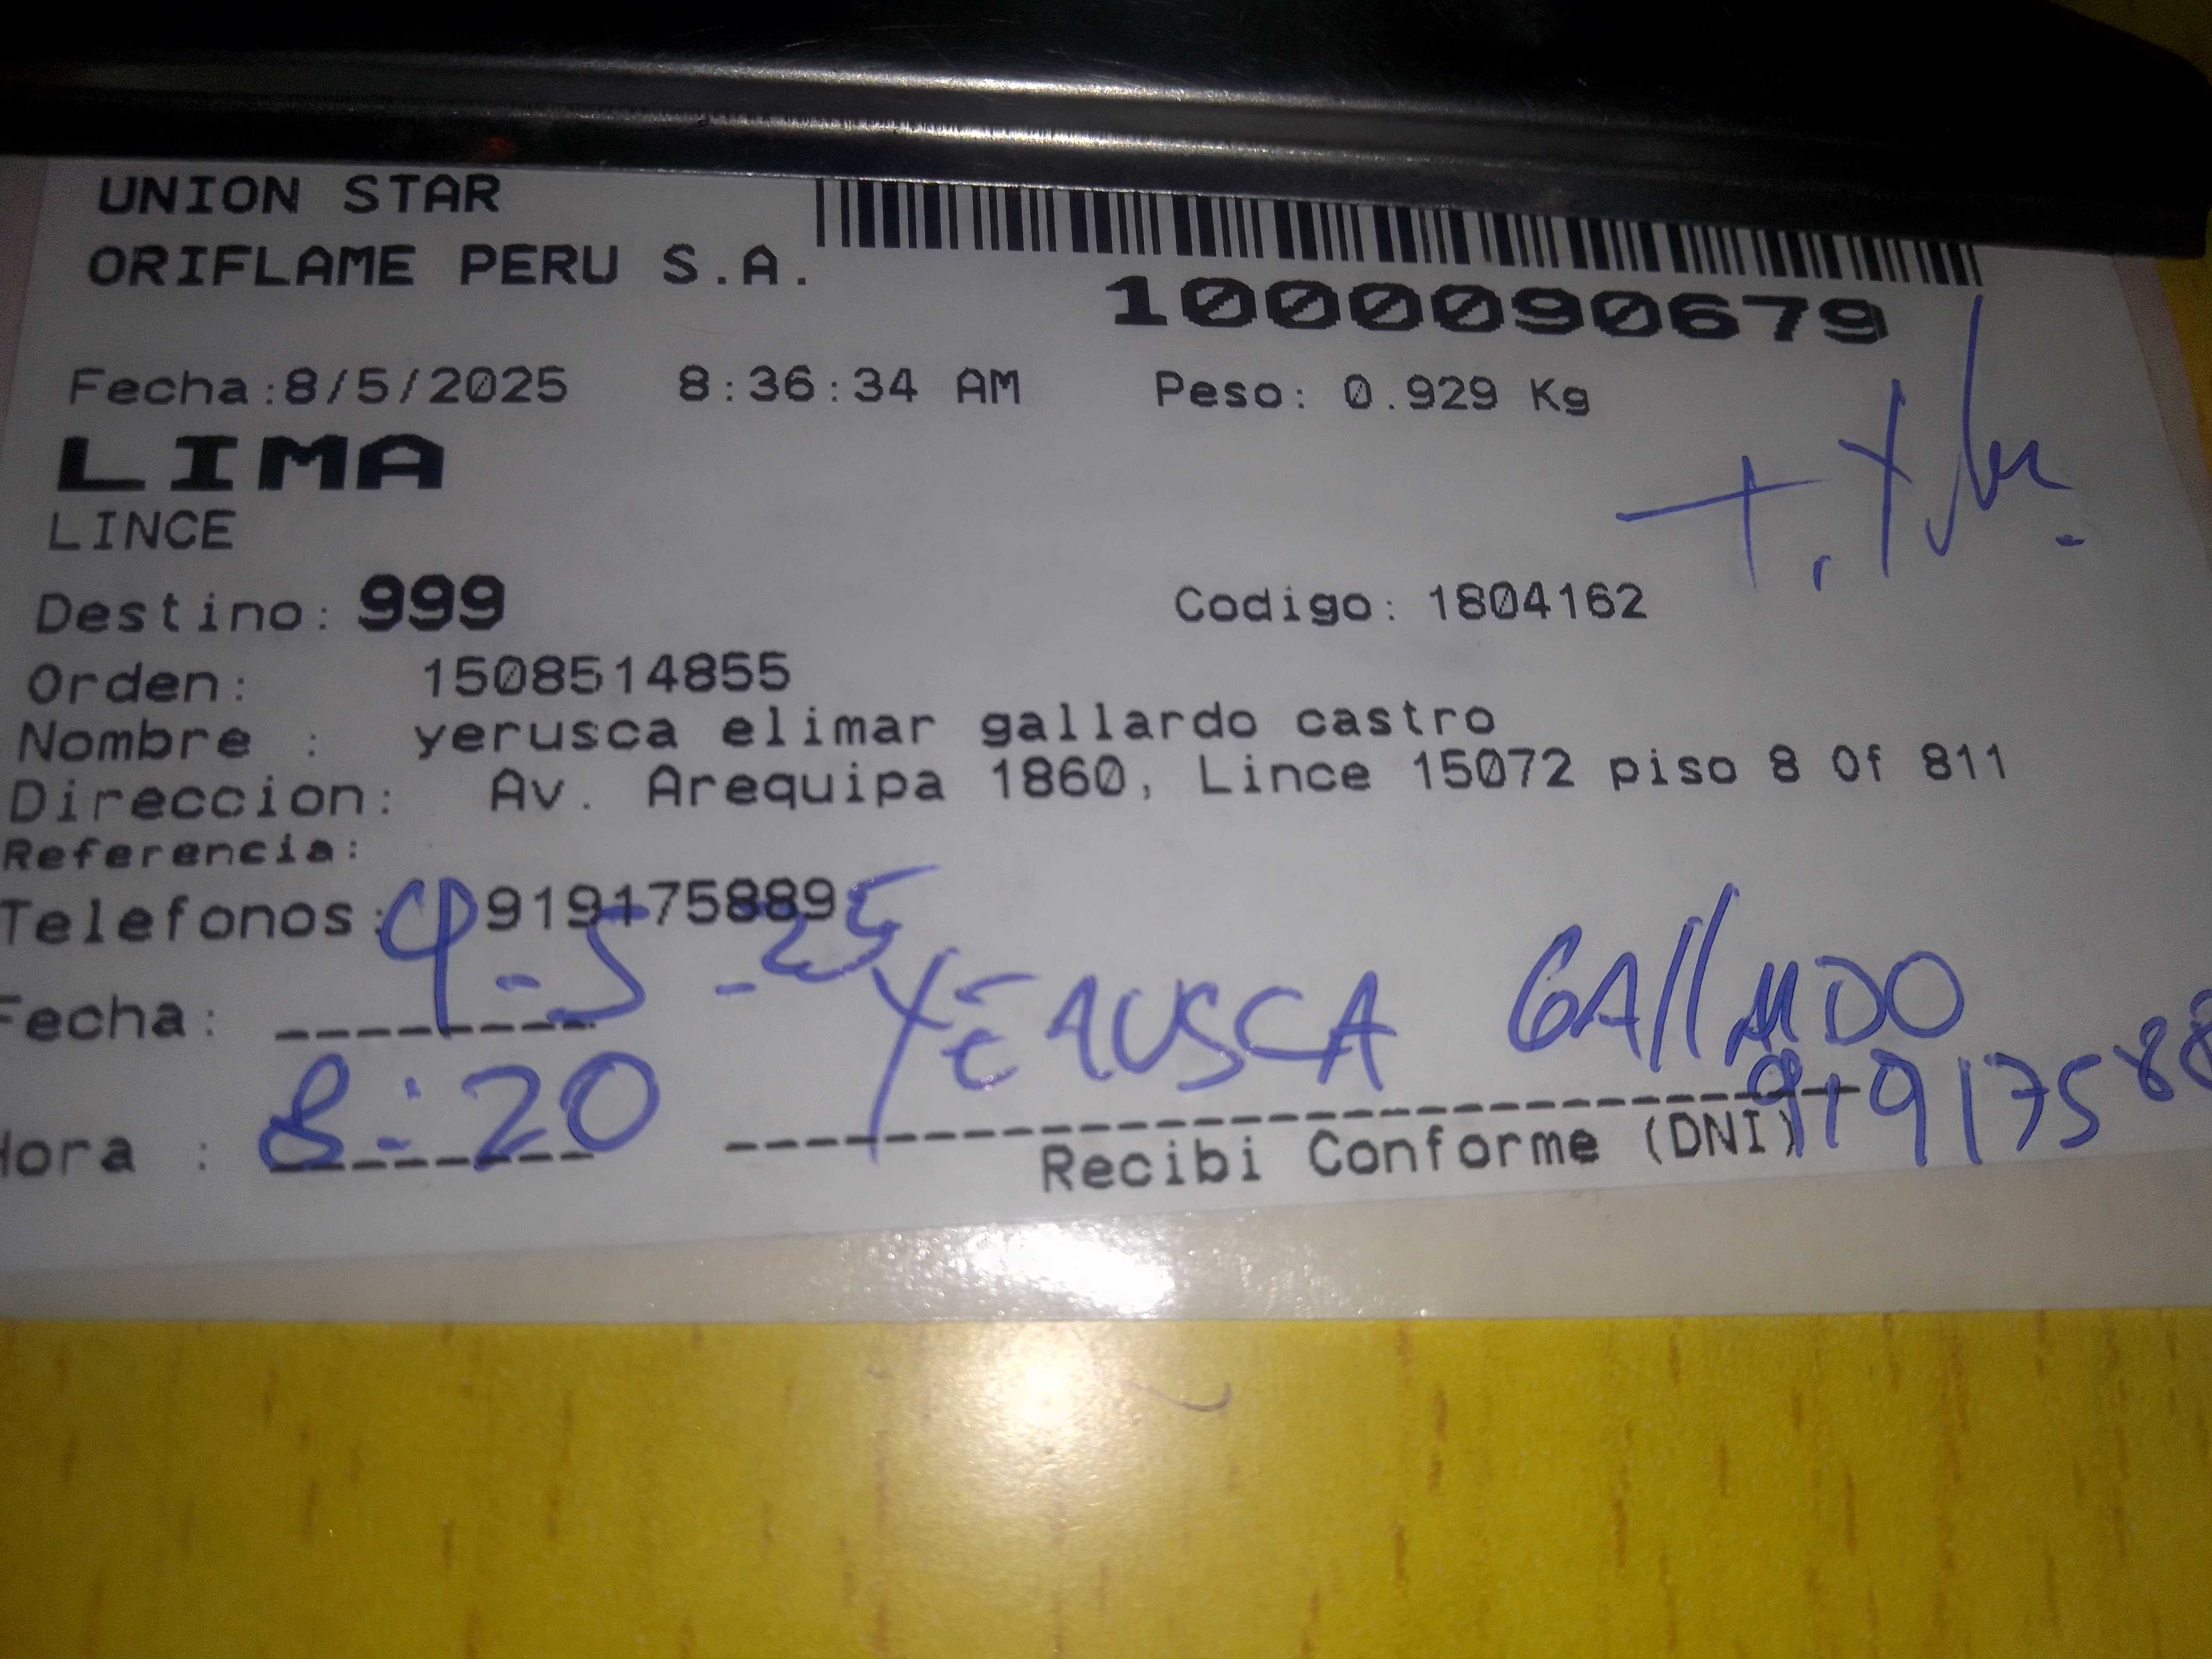 UNION STAR
ORIFLAME PERU S.A.
1000090679
Fecha:8/5/2025 8:36:34 AM Peso: 0.929 Kg
LIMA
LINCE
Destino: 999 Codigo: 1804162
Orden: 1508514855
Nombre : yerusca elimar gallardo castro
Direccion: Av. Arequipa 1860, Lince 15072 piso 8 Of 811
Referencia:
Telefonos: 919175889
Fecha: 9-5-25 YERUSCA GALLARDO
Hora : 8:20 91917588
Recibi Conforme (DNI)